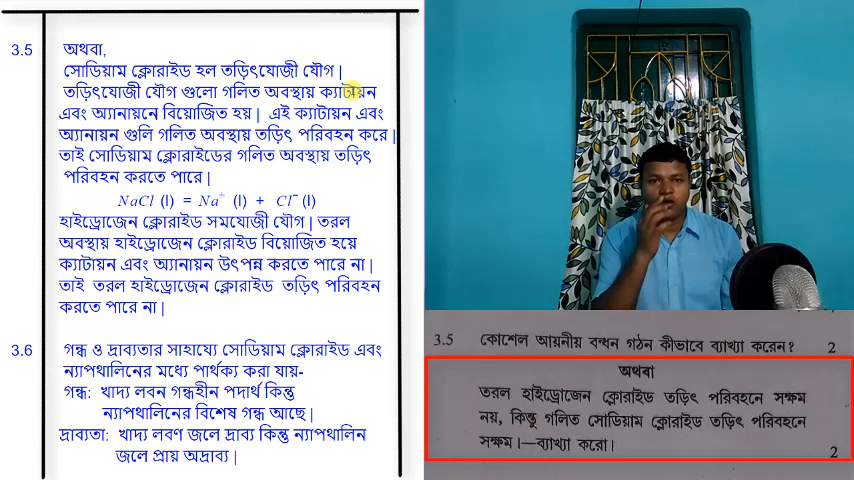 3.5 অথবা,
সোডিয়াম ক্লোরাইড হল তড়িৎযোজী যৌগ |
তড়িৎযোজী যৌগ গুলো গলিত অবস্থায় ক্যাটায়ন
এবং অ্যানায়নে বিয়োজিত হয় | এই ক্যাটায়ন এবং
অ্যানায়ন গুলি গলিত অবস্থায় তড়িৎ পরিবহন করে |
তাই সোডিয়াম ক্লোরাইডের গলিত অবস্থায় তড়িৎ
পরিবহন করতে পারে |
NaCl (l) = Na⁺ (l) + Cl⁻ (l)
হাইড্রোজেন ক্লোরাইড সমযোজী যৌগ | তরল
অবস্থায় হাইড্রোজেন ক্লোরাইড বিয়োজিত হয়ে
ক্যাটায়ন এবং অ্যানায়ন উৎপন্ন করতে পারে না |
তাই তরল হাইড্রোজেন ক্লোরাইড তড়িৎ পরিবহন
করতে পারে না |
3.6 গন্ধ ও দ্রাব্যতার সাহায্যে সোডিয়াম ক্লোরাইড এবং
ন্যাপথালিনের মধ্যে পার্থক্য করা যায়-
গন্ধ: খাদ্য লবন গন্ধহীন পদার্থ কিন্তু
ন্যাপথালিনের বিশেষ গন্ধ আছে |
দ্রাব্যতা: খাদ্য লবণ জলে দ্রাব্য কিন্তু ন্যাপথালিন
জলে প্রায় অদ্রাব্য |
3.5 কোশেল আয়নীয় বন্ধন গঠন কীভাবে ব্যাখ্যা করেন? 2
অথবা
তরল হাইড্রোজেন ক্লোরাইড তড়িৎ পরিবহনে সক্ষম
নয়, কিন্তু গলিত সোডিয়াম ক্লোরাইড তড়িৎ পরিবহনে
সক্ষম।—ব্যাখ্যা করো। 2